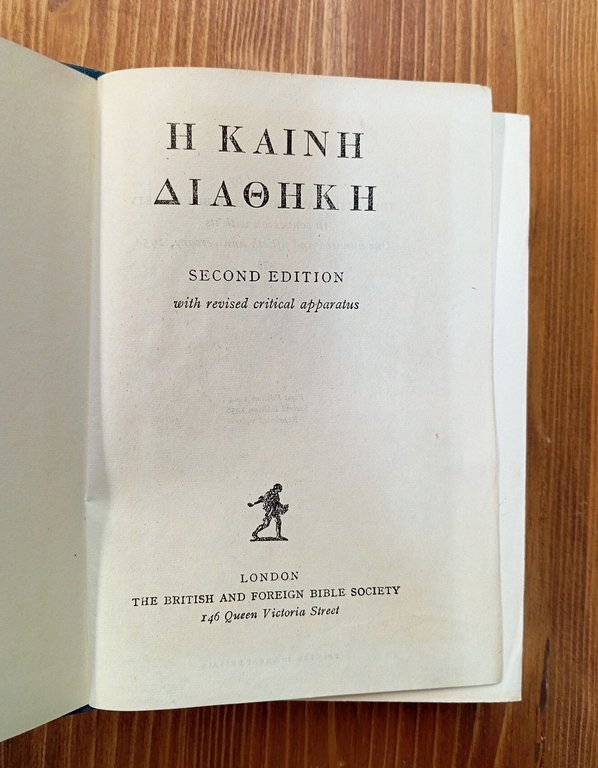 Η ΚΑΙΝΗ
ΔΙΑΘΗΚΗ
SECOND EDITION
with revised critical apparatus
LONDON
THE BRITISH AND FOREIGN BIBLE SOCIETY
146 Queen Victoria Street